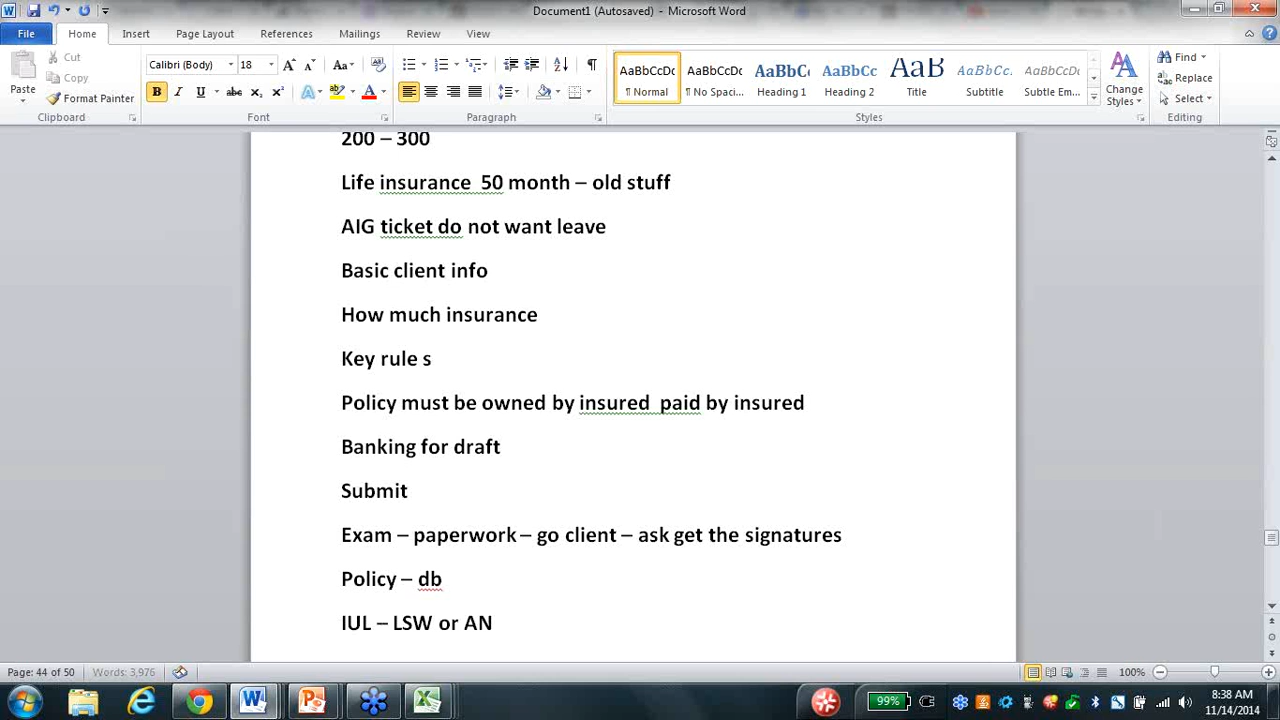 Document1 (Autosaved) - Microsoft Word
File Home Insert Page Layout References Mailings Review View
Cut
Copy
Paste
Format Painter
Clipboard
Calibri (Body) 18
Font
Paragraph
AaBbCcDc AaBbCcDc AaBbCc AaBbCc AaB AaBbCc. AaBbCcDc
¶ Normal ¶ No Spaci... Heading 1 Heading 2 Title Subtitle Subtle Em...
Change Styles
Styles
Find
Replace
Select
Editing
200 – 300
Life insurance 50 month – old stuff
AIG ticket do not want leave
Basic client info
How much insurance
Key rule s
Policy must be owned by insured paid by insured
Banking for draft
Submit
Exam – paperwork – go client – ask get the signatures
Policy – db
IUL – LSW or AN
Page: 44 of 50 Words: 3,976 100%
99% 8:38 AM
11/14/2014